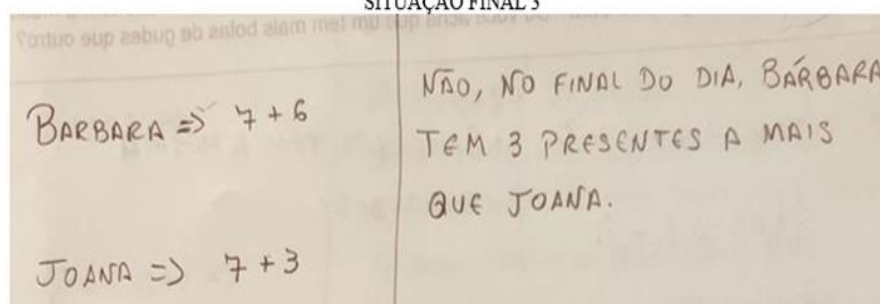 SITUAÇÃO FINAL 3
BARBARA => 7 + 6
JOANA => 7 + 3
NÃO, NO FINAL DO DIA, BÁRBARA
TEM 3 PRESENTES A MAIS
QUE JOANA.